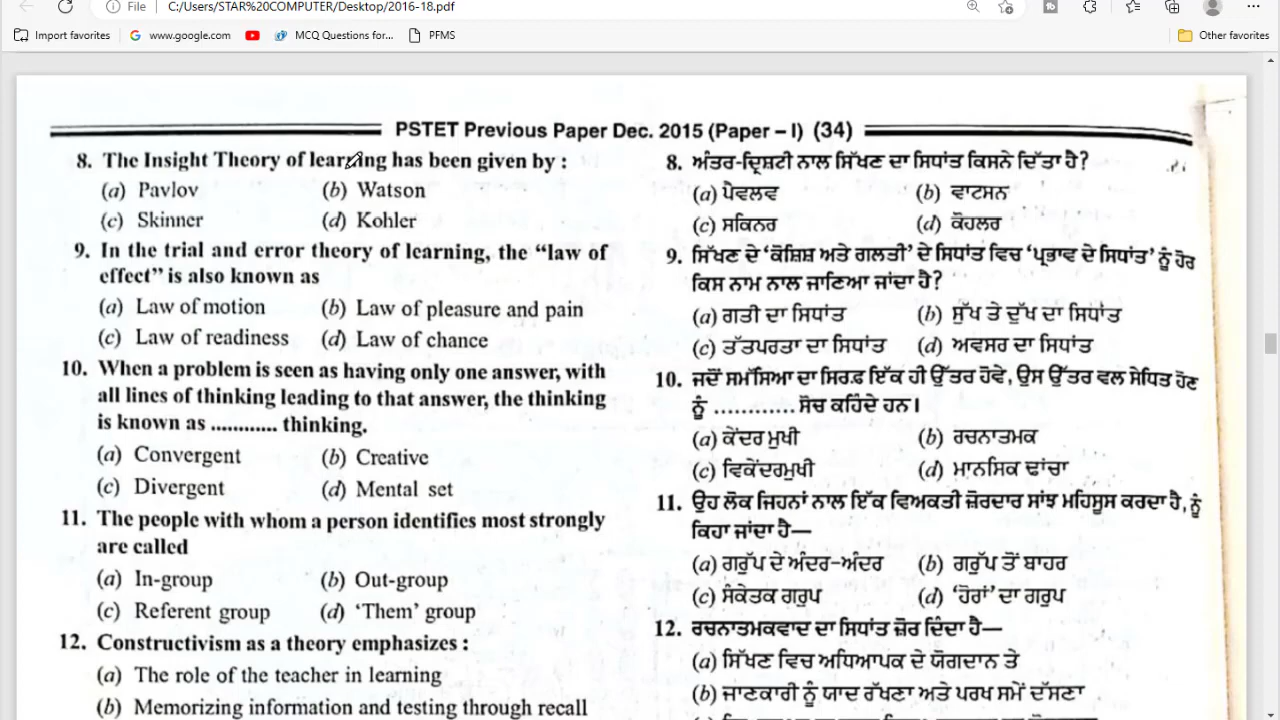 File C:/Users/STAR%20COMPUTER/Desktop/2016-18.pdf
Import favorites G www.google.com MCQ Questions for... PFMS Other favorites
PSTET Previous Paper Dec. 2015 (Paper – I) (34)
8. The Insight Theory of learning has been given by :
(a) Pavlov (b) Watson
(c) Skinner (d) Kohler
9. In the trial and error theory of learning, the “law of
effect” is also known as
(a) Law of motion (b) Law of pleasure and pain
(c) Law of readiness (d) Law of chance
10. When a problem is seen as having only one answer, with
all lines of thinking leading to that answer, the thinking
is known as ............ thinking.
(a) Convergent (b) Creative
(c) Divergent (d) Mental set
11. The people with whom a person identifies most strongly
are called
(a) In-group (b) Out-group
(c) Referent group (d) ‘Them’ group
12. Constructivism as a theory emphasizes :
(a) The role of the teacher in learning
(b) Memorizing information and testing through recall
8. ਅੰਤਰ-ਦ੍ਰਿਸ਼ਟੀ ਨਾਲ ਸਿੱਖਣ ਦਾ ਸਿਧਾਂਤ ਕਿਸਨੇ ਦਿੱਤਾ ਹੈ?
(a) ਪੈਵਲਵ (b) ਵਾਟਸਨ
(c) ਸਕਿਨਰ (d) ਕੋਹਲਰ
9. ਸਿੱਖਣ ਦੇ ‘ਕੋਸ਼ਿਸ਼ ਅਤੇ ਗਲਤੀ’ ਦੇ ਸਿਧਾਂਤ ਵਿਚ ‘ਪ੍ਰਭਾਵ ਦੇ ਸਿਧਾਂਤ’ ਨੂੰ ਹੋਰ
ਕਿਸ ਨਾਮ ਨਾਲ ਜਾਣਿਆ ਜਾਂਦਾ ਹੈ?
(a) ਗਤੀ ਦਾ ਸਿਧਾਂਤ (b) ਸੁੱਖ ਤੇ ਦੁੱਖ ਦਾ ਸਿਧਾਂਤ
(c) ਤੱਤਪਰਤਾ ਦਾ ਸਿਧਾਂਤ (d) ਅਵਸਰ ਦਾ ਸਿਧਾਂਤ
10. ਜਦੋਂ ਸਮੱਸਿਆ ਦਾ ਸਿਰਫ਼ ਇੱਕ ਹੀ ਉੱਤਰ ਹੋਵੇ, ਉਸ ਉੱਤਰ ਵਲ ਸੇਧਿਤ ਹੋਣ
ਨੂੰ ............ ਸੋਚ ਕਹਿੰਦੇ ਹਨ।
(a) ਕੇਂਦਰ ਮੁਖੀ (b) ਰਚਨਾਤਮਕ
(c) ਵਿਕੇਂਦਰਮੁਖੀ (d) ਮਾਨਸਿਕ ਢਾਂਚਾ
11. ਉਹ ਲੋਕ ਜਿਹਨਾਂ ਨਾਲ ਇੱਕ ਵਿਅਕਤੀ ਜ਼ੋਰਦਾਰ ਸਾਂਝ ਮਹਿਸੂਸ ਕਰਦਾ ਹੈ, ਨੂੰ
ਕਿਹਾ ਜਾਂਦਾ ਹੈ—
(a) ਗਰੁੱਪ ਦੇ ਅੰਦਰ-ਅੰਦਰ (b) ਗਰੁੱਪ ਤੋਂ ਬਾਹਰ
(c) ਸੰਕੇਤਕ ਗਰੁਪ (d) ‘ਹੋਰਾਂ’ ਦਾ ਗਰੁਪ
12. ਰਚਨਾਤਮਕਵਾਦ ਦਾ ਸਿਧਾਂਤ ਜ਼ੋਰ ਦਿੰਦਾ ਹੈ—
(a) ਸਿੱਖਣ ਵਿਚ ਅਧਿਆਪਕ ਦੇ ਯੋਗਦਾਨ ਤੇ
(b) ਜਾਣਕਾਰੀ ਨੂੰ ਯਾਦ ਰੱਖਣਾ ਅਤੇ ਪਰਖ ਸਮੇਂ ਦੱਸਣਾ